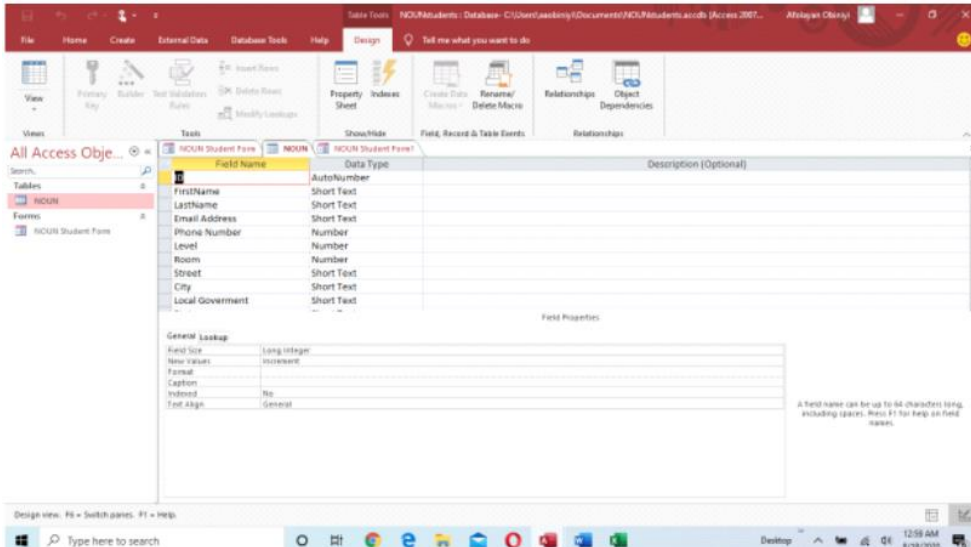 Table Tools NOUNstudents : Database- C:\Users\aaobiniyi\Documents\NOUNstudents.accdb (Access 2007... Afolayan Obiniyi
File Home Create External Data Database Tools Help Design Tell me what you want to do
View
Primary Key
Builder
Test Validation Rules
Insert Rows
Delete Rows
Modify Lookups
Property Sheet
Indexes
Create Data Macros
Rename/ Delete Macro
Relationships
Object Dependencies
Views Tools Show/Hide Field, Record & Table Events Relationships
All Access Obje...
Search..
Tables
NOUN
Forms
NOUN Student Form
NOUN Student Form NOUN NOUN Student Form1
Field Name Data Type Description (Optional)
ID AutoNumber
FirstName Short Text
LastName Short Text
Email Address Short Text
Phone Number Number
Level Number
Room Number
Street Short Text
City Short Text
Local Goverment Short Text
Field Properties
General Lookup
Field Size Long Integer
New Values Increment
Format
Caption
Indexed No
Text Align General
A field name can be up to 64 characters long,
including spaces. Press F1 for help on field
names.
Design view. F6 = Switch panes. F1 = Help.
Type here to search
Desktop
12:58 AM